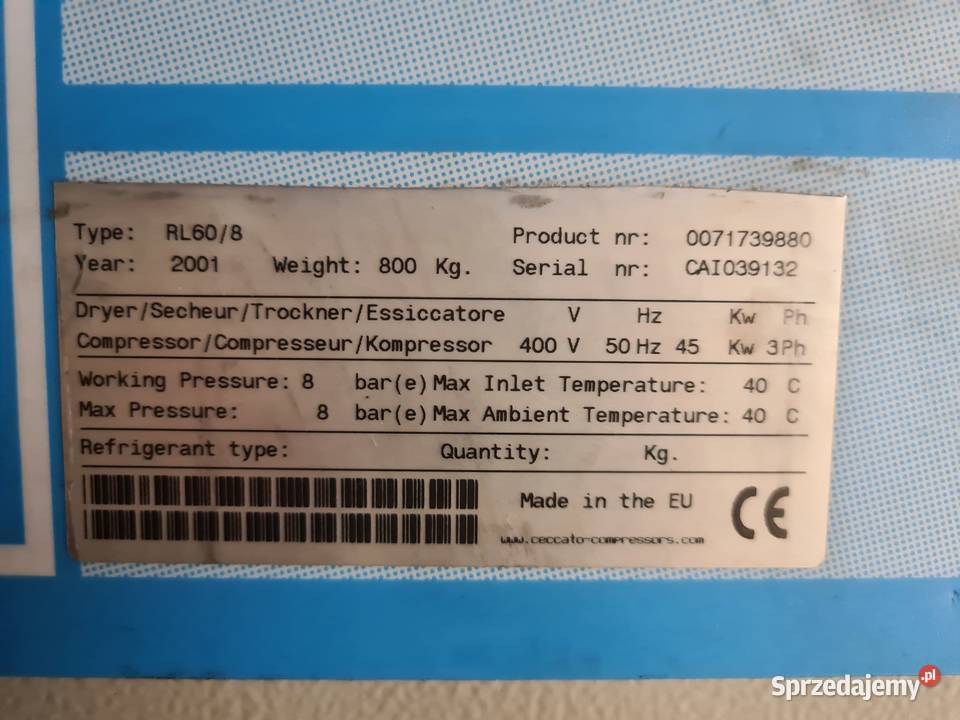 Type: RL60/8 Product nr: 0071739880
Year: 2001 Weight: 800 Kg. Serial nr: CAI039132
Dryer/Secheur/Trockner/Essiccatore V Hz Kw Ph
Compressor/Compresseur/Kompressor 400 V 50 Hz 45 Kw 3 Ph
Working Pressure: 8 bar(e) Max Inlet Temperature: 40 C
Max Pressure: 8 bar(e) Max Ambient Temperature: 40 C
Refrigerant type: Quantity: Kg.
Made in the EU CE
www.ceccato-compressors.com
Sprzedajemy.pl